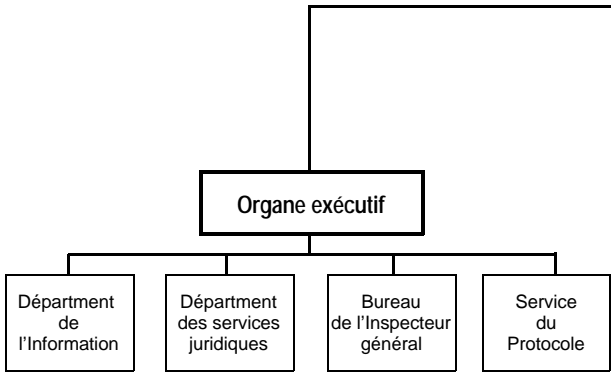 Organe exécutif
Départment
de
l'Information
Départment
des services
juridiques
Bureau
de l'Inspecteur
général
Service
du
Protocole